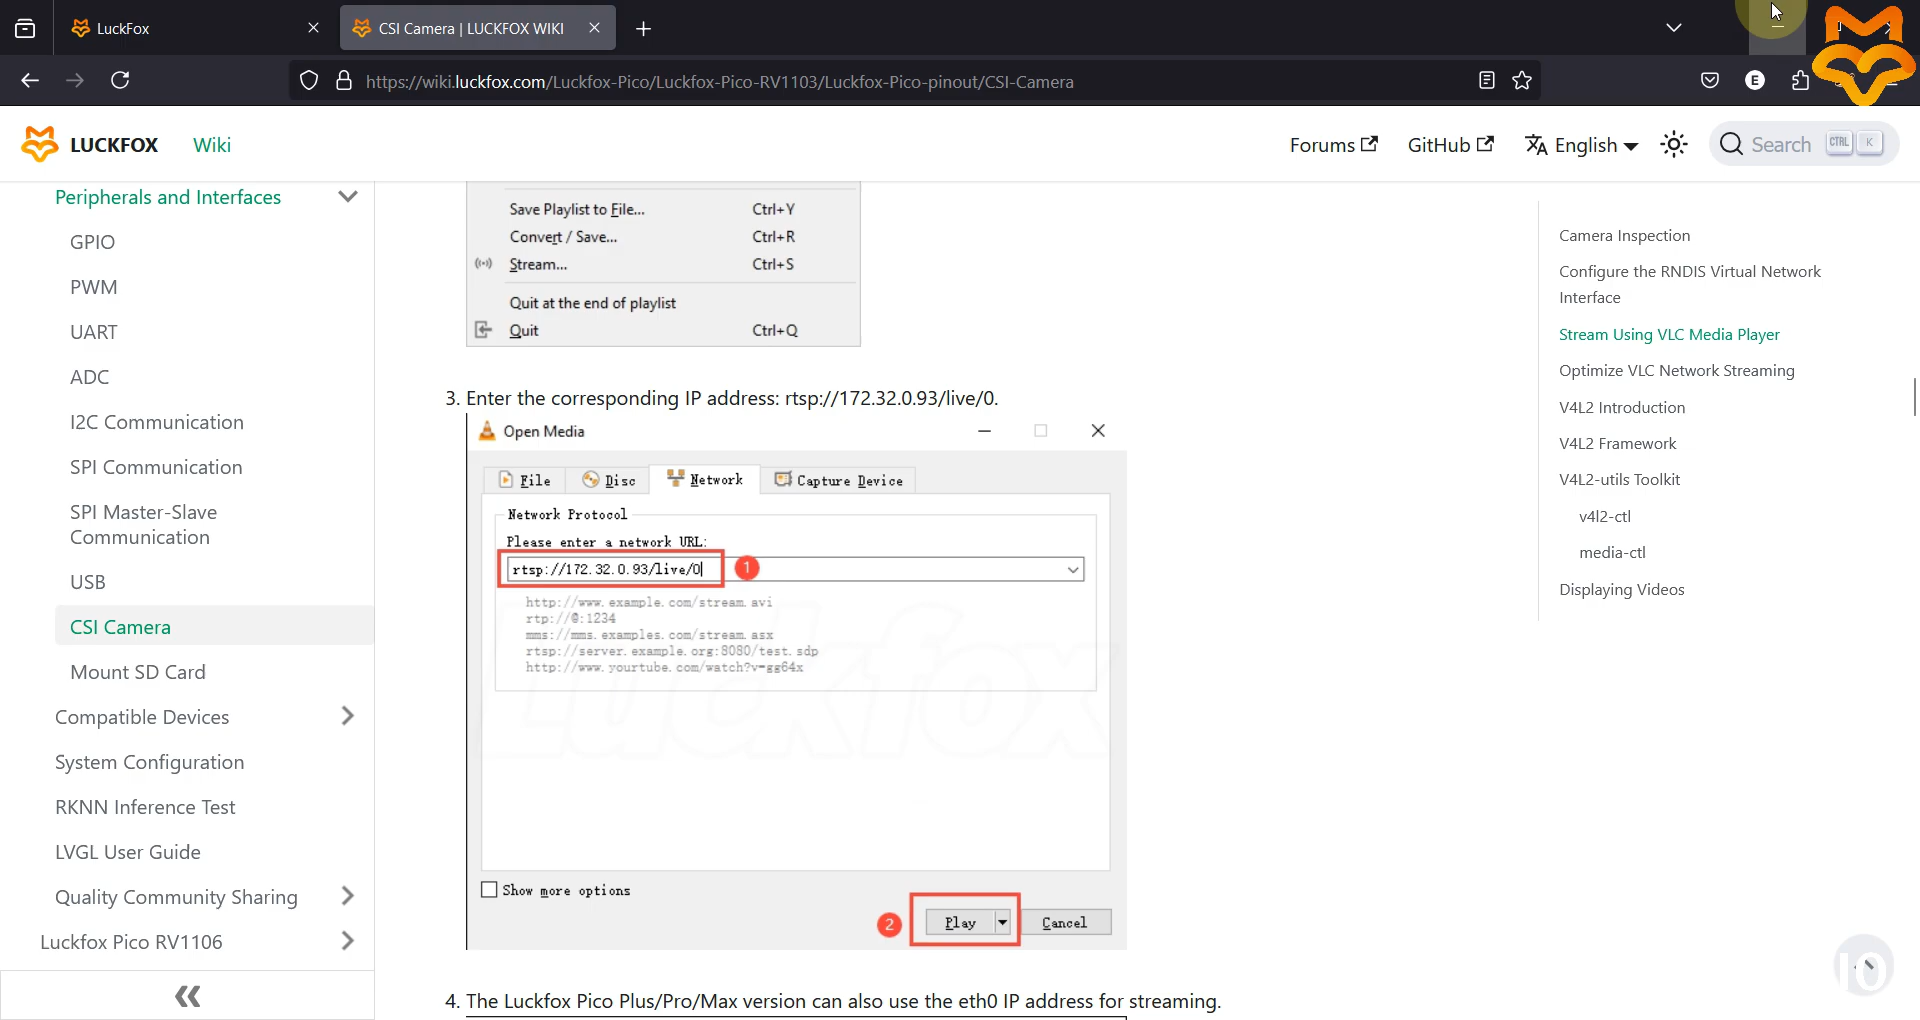 LuckFox
CSI Camera | LUCKFOX WIKI
https://wiki.luckfox.com/Luckfox-Pico/Luckfox-Pico-RV1103/Luckfox-Pico-pinout/CSI-Camera
E
LUCKFOX
Wiki
Forums
GitHub
English
Search
CTRL
K
Peripherals and Interfaces
GPIO
PWM
UART
ADC
I2C Communication
SPI Communication
SPI Master-Slave
Communication
USB
CSI Camera
Mount SD Card
Compatible Devices
System Configuration
RKNN Inference Test
LVGL User Guide
Quality Community Sharing
Luckfox Pico RV1106
Save Playlist to File... Ctrl+Y
Convert / Save... Ctrl+R
Stream... Ctrl+S
Quit at the end of playlist
Quit Ctrl+Q
3. Enter the corresponding IP address: rtsp://172.32.0.93/live/0.
Open Media
File
Disc
Network
Capture Device
Network Protocol
Please enter a network URL:
rtsp://172.32.0.93/live/0
1
http://www.example.com/stream.avi
rtp://@:1234
mms://mms.examples.com/stream.asx
rtsp://server.example.org:8080/test.sdp
http://www.yourtube.com/watch?v=gg64x
Luckfox
Show more options
2
Play
Cancel
4. The Luckfox Pico Plus/Pro/Max version can also use the eth0 IP address for streaming.
Camera Inspection
Configure the RNDIS Virtual Network
Interface
Stream Using VLC Media Player
Optimize VLC Network Streaming
V4L2 Introduction
V4L2 Framework
V4L2-utils Toolkit
v4l2-ctl
media-ctl
Displaying Videos
10